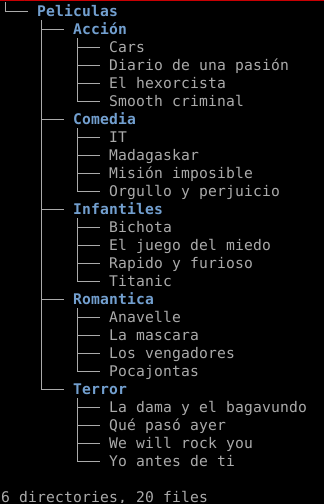 Peliculas
Acción
Cars
Diario de una pasión
El hexorcista
Smooth criminal
Comedia
IT
Madagaskar
Misión imposible
Orgullo y perjuicio
Infantiles
Bichota
El juego del miedo
Rapido y furioso
Titanic
Romantica
Anavelle
La mascara
Los vengadores
Pocajontas
Terror
La dama y el bagavundo
Qué pasó ayer
We will rock you
Yo antes de ti
6 directories, 20 files